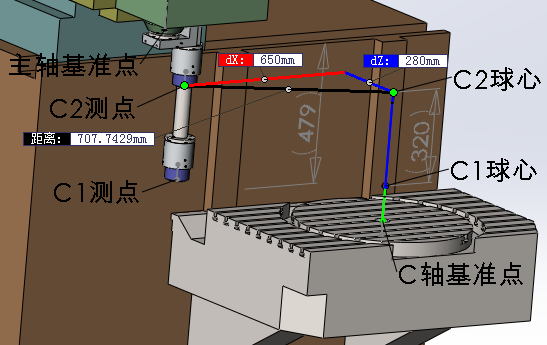 主轴基准点
dX: 650mm
dZ: 280mm
C2球心
C2测点
(479)
(320)
距离: 707.7429mm
C1球心
C1测点
C轴基准点